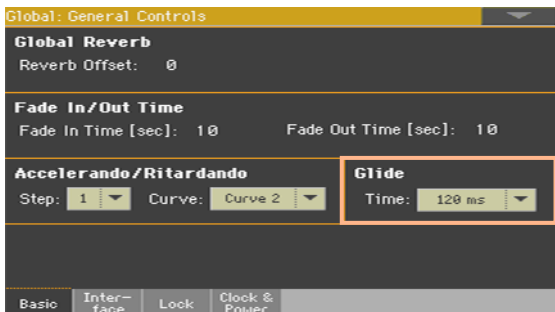 Global: General Controls
Global Reverb
Reverb Offset: 0
Fade In/Out Time
Fade In Time [sec]: 10 Fade Out Time [sec]: 10
Accelerando/Ritardando Glide
Step: 1 Curve: Curve 2 Time: 120 ms
Basic Inter- Lock Clock &
face Power